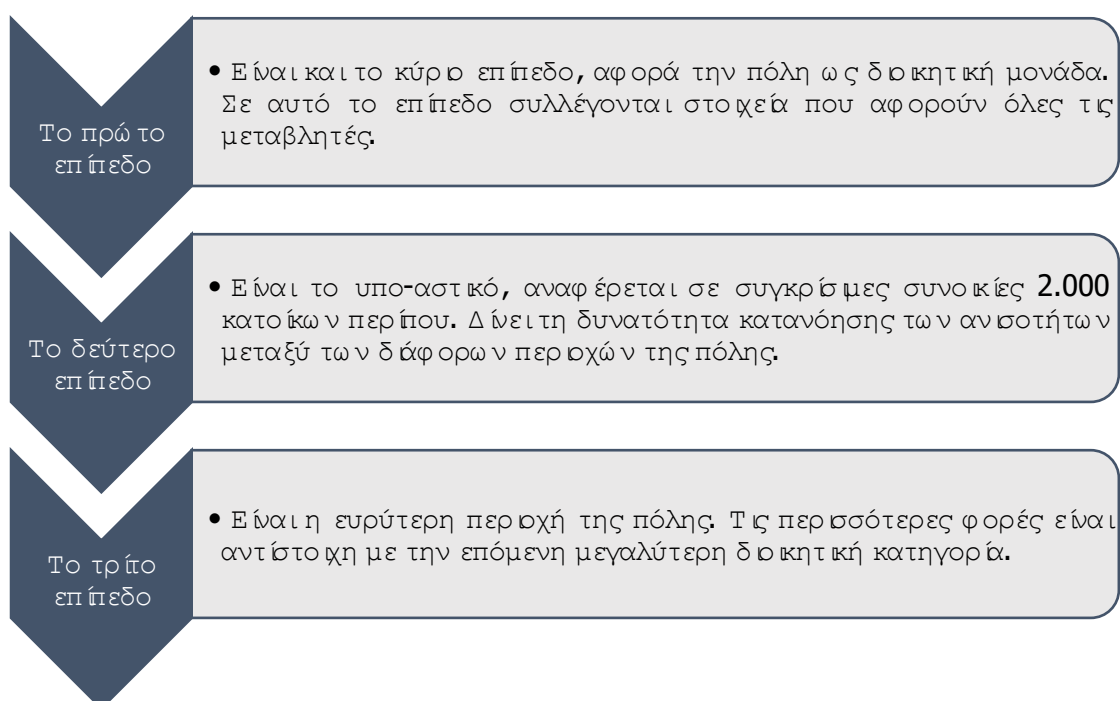 Το πρώτο
επίπεδο
• Είναι και το κύριο επίπεδο, αφορά την πόλη ως διοικητική μονάδα.
Σε αυτό το επίπεδο συλλέγονται στοιχεία που αφορούν όλες τις
μεταβλητές.
Το δεύτερο
επίπεδο
• Είναι το υπο-αστικό, αναφέρεται σε συγκρίσιμες συνοικίες 2.000
κατοίκων περίπου. Δίνει τη δυνατότητα κατανόησης των ανισοτήτων
μεταξύ των διάφορων περιοχών της πόλης.
Το τρίτο
επίπεδο
• Είναι η ευρύτερη περιοχή της πόλης. Τις περισσότερες φορές είναι
αντίστοιχη με την επόμενη μεγαλύτερη διοικητική κατηγορία.